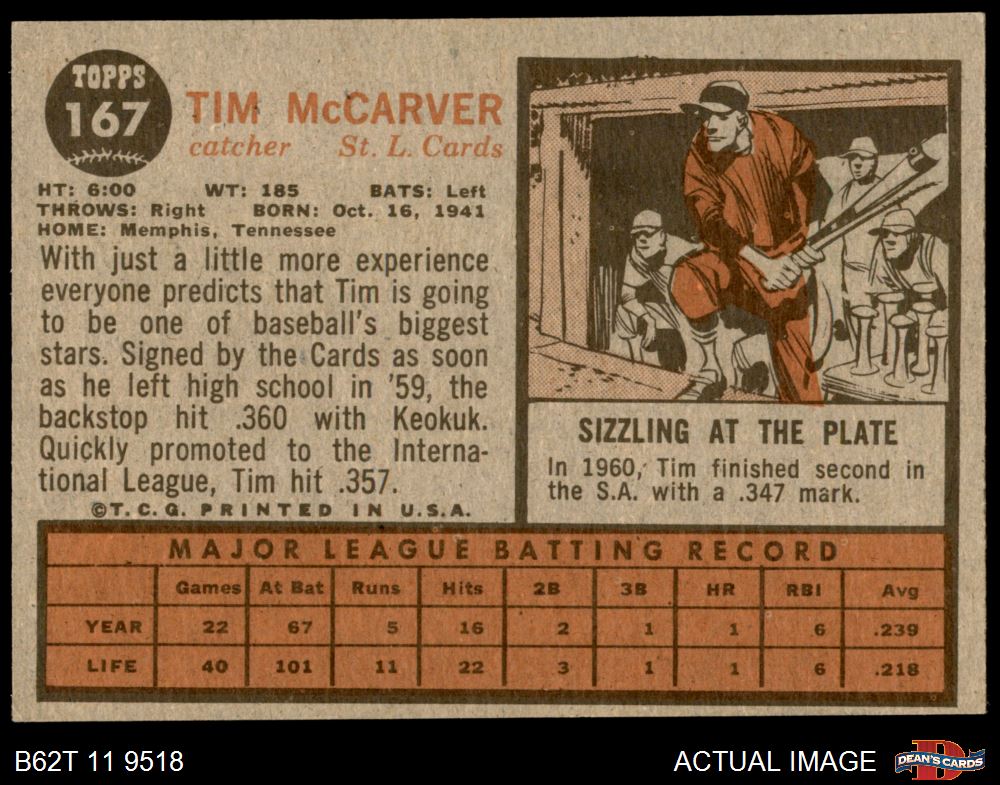 TOPPS
167
TIM McCARVER
catcher St. L. Cards
HT: 6:00 WT: 185 BATS: Left
THROWS: Right BORN: Oct. 16, 1941
HOME: Memphis, Tennessee
With just a little more experience
everyone predicts that Tim is going
to be one of baseball's biggest
stars. Signed by the Cards as soon
as he left high school in '59, the
backstop hit .360 with Keokuk.
Quickly promoted to the Interna-
tional League, Tim hit .357.
©T.C.G. PRINTED IN U.S.A.
SIZZLING AT THE PLATE
In 1960, Tim finished second in
the S.A. with a .347 mark.
MAJOR LEAGUE BATTING RECORD
Games At Bat Runs Hits 2B 3B HR RBI Avg
YEAR 22 67 5 16 2 1 1 6 .239
LIFE 40 101 11 22 3 1 1 6 .218
B62T 11 9518
ACTUAL IMAGE
DEAN'S CARDS